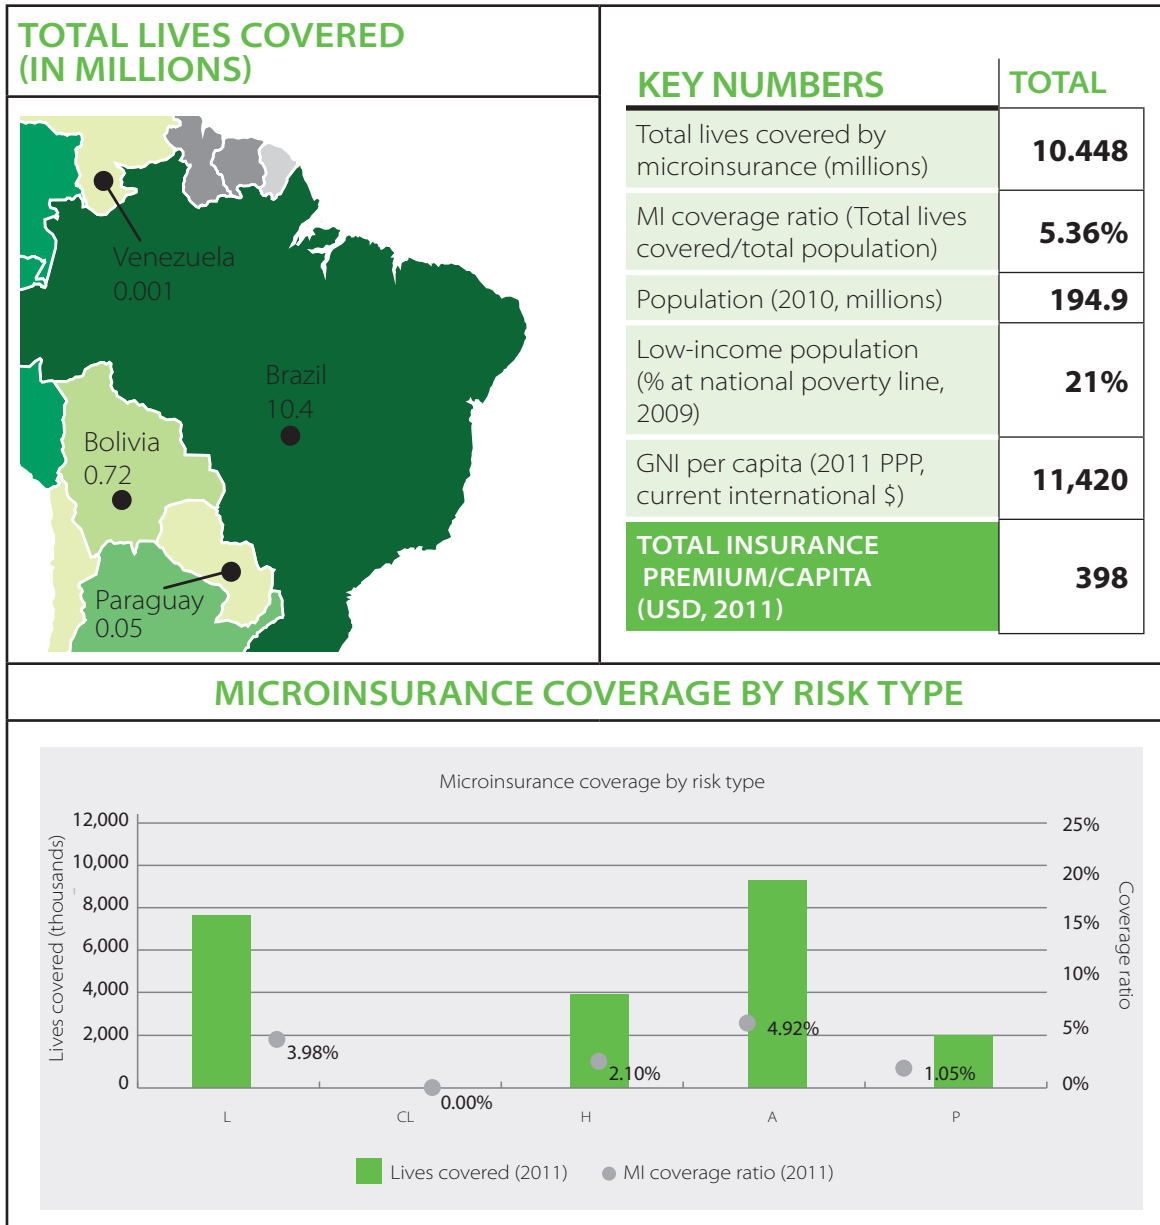 TOTAL LIVES COVERED
(IN MILLIONS)
Venezuela
0.001
Brazil
10.4
Bolivia
0.72
Paraguay
0.05
KEY NUMBERS TOTAL
Total lives covered by
microinsurance (millions)
10.448
MI coverage ratio (Total lives
covered/total population)
5.36%
Population (2010, millions) 194.9
Low-income population
(% at national poverty line,
2009)
21%
GNI per capita (2011 PPP,
current international $)
11,420
TOTAL INSURANCE
PREMIUM/CAPITA
(USD, 2011)
398
MICROINSURANCE COVERAGE BY RISK TYPE
Microinsurance coverage by risk type
Lives covered (thousands)
12,000
10,000
8,000
6,000
4,000
2,000
0
3.98%
0.00%
2.10%
4.92%
1.05%
25%
20%
15%
10%
5%
0%
Coverage ratio
L CL H A P
Lives covered (2011) MI coverage ratio (2011)